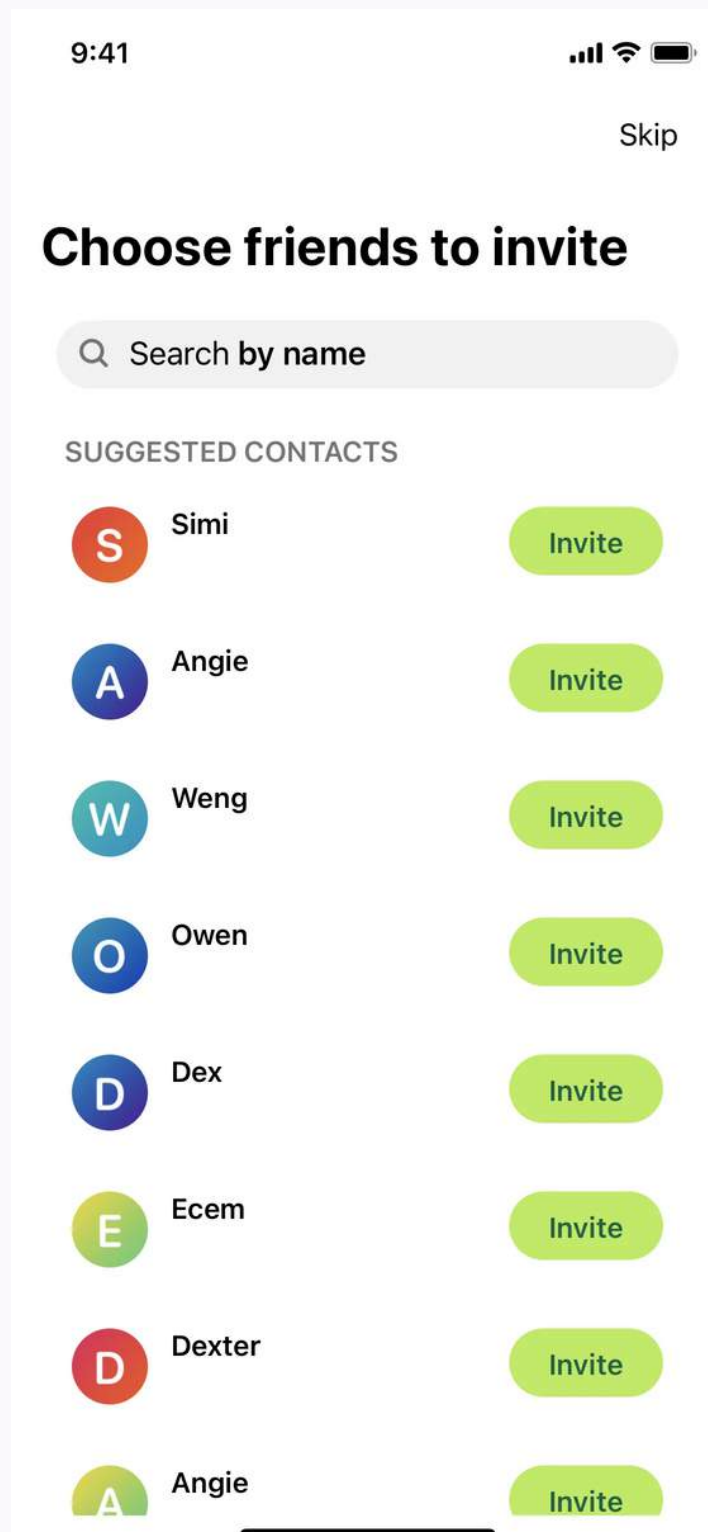 9:41
Skip
Choose friends to invite
Search by name
SUGGESTED CONTACTS
S Simi Invite
A Angie Invite
W Weng Invite
O Owen Invite
D Dex Invite
E Ecem Invite
D Dexter Invite
A Angie Invite